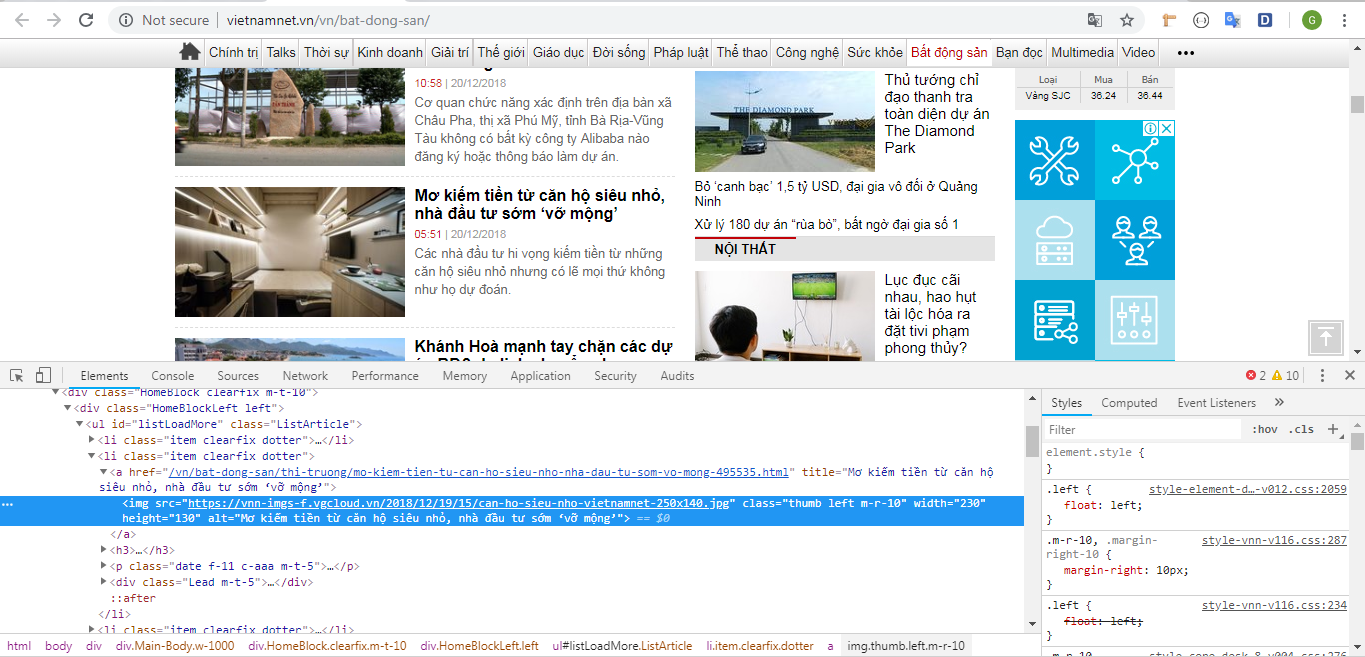 Not secure | vietnamnet.vn/vn/bat-dong-san/
G
Chính trị Talks Thời sự Kinh doanh Giải trí Thế giới Giáo dục Đời sống Pháp luật Thể thao Công nghệ Sức khỏe Bất động sản Bạn đọc Multimedia Video •••
10:58 | 20/12/2018
Cơ quan chức năng xác định trên địa bàn xã
Châu Pha, thị xã Phú Mỹ, tỉnh Bà Rịa-Vũng
Tàu không có bất kỳ công ty Alibaba nào
đăng ký hoặc thông báo làm dự án.
Mơ kiếm tiền từ căn hộ siêu nhỏ,
nhà đầu tư sớm ‘vỡ mộng’
05:51 | 20/12/2018
Các nhà đầu tư hi vọng kiếm tiền từ những
căn hộ siêu nhỏ nhưng có lẽ mọi thứ không
như họ dự đoán.
Khánh Hoà mạnh tay chặn các dự
THE DIAMOND PARK
Thủ tướng chỉ
đạo thanh tra
toàn diện dự án
The Diamond
Park
Bỏ ‘canh bạc’ 1,5 tỷ USD, đại gia vô đối ở Quảng
Ninh
Xử lý 180 dự án “rùa bò”, bất ngờ đại gia số 1
NỘI THẤT
Lục đục cãi
nhau, hao hụt
tài lộc hóa ra
đặt tivi phạm
phong thủy?
Loại Mua Bán
Vàng SJC 36.24 36.44
Elements Console Sources Network Performance Memory Application Security Audits 2 10
▼<div class="HomeBlock clearfix m-t-10">
▼<div class="HomeBlockLeft left">
▼<ul id="listLoadMore" class="ListArticle">
▶<li class="item clearfix dotter">…</li>
▼<li class="item clearfix dotter">
▼<a href="/vn/bat-dong-san/thi-truong/mo-kiem-tien-tu-can-ho-sieu-nho-nha-dau-tu-som-vo-mong-495535.html" title="Mơ kiếm tiền từ căn hộ
siêu nhỏ, nhà đầu tư sớm ‘vỡ mộng’">
<img src="https://vnn-imgs-f.vgcloud.vn/2018/12/19/15/can-ho-sieu-nho-vietnamnet-250x140.jpg" class="thumb left m-r-10" width="230"
height="130" alt="Mơ kiếm tiền từ căn hộ siêu nhỏ, nhà đầu tư sớm ‘vỡ mộng’"> == $0
</a>
▶<h3>…</h3>
▶<p class="date f-11 c-aaa m-t-5">…</p>
▶<div class="Lead m-t-5">…</div>
::after
</li>
▶<li class="item clearfix dotter">…</li>
html body div div.Main-Body.w-1000 div.HomeBlock.clearfix.m-t-10 div.HomeBlockLeft.left ul#listLoadMore.ListArticle li.item.clearfix.dotter a img.thumb.left.m-r-10
Styles Computed Event Listeners »
Filter :hov .cls +
element.style {
}
.left { style-element-d…-v012.css:2059
float: left;
}
.m-r-10, .margin- style-vnn-v116.css:287
right-10 {
margin-right: 10px;
}
.left { style-vnn-v116.css:234
float: left;
}